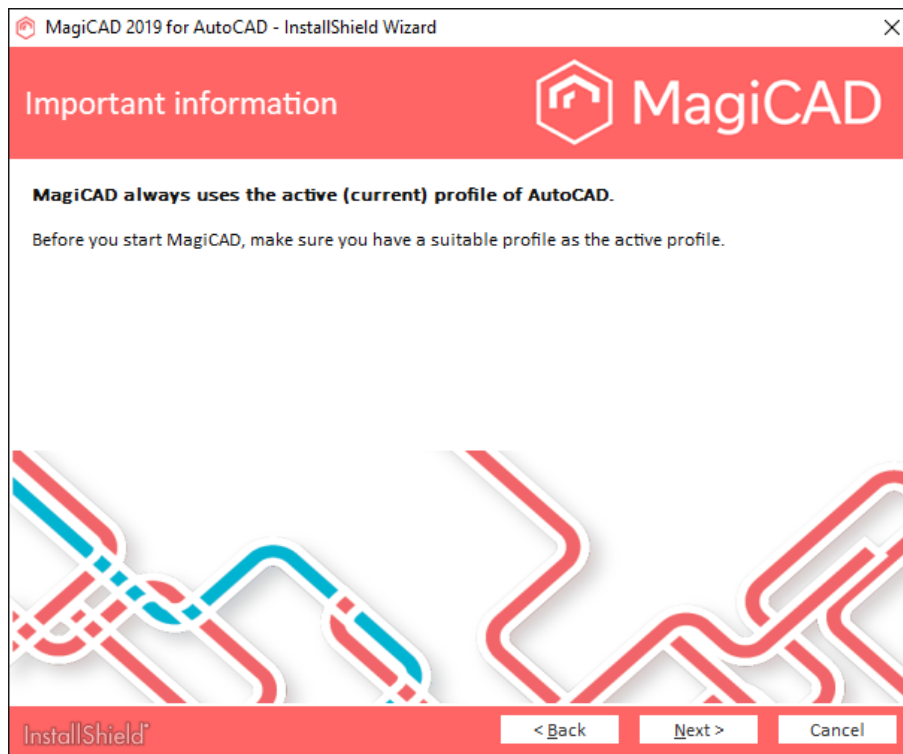 MagiCAD 2019 for AutoCAD - InstallShield Wizard
Important information
MagiCAD
MagiCAD always uses the active (current) profile of AutoCAD.
Before you start MagiCAD, make sure you have a suitable profile as the active profile.
InstallShield
< Back Next > Cancel